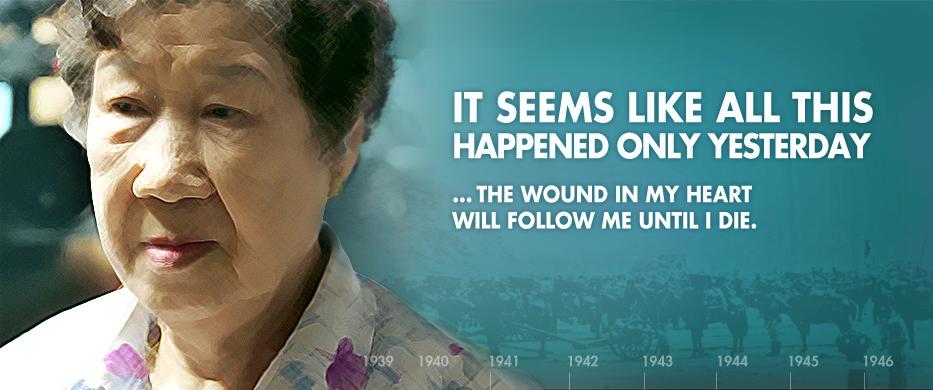 IT SEEMS LIKE ALL THIS
HAPPENED ONLY YESTERDAY
... THE WOUND IN MY HEART
WILL FOLLOW ME UNTIL I DIE.
1939 1940 1941 1942 1943 1944 1945 1946